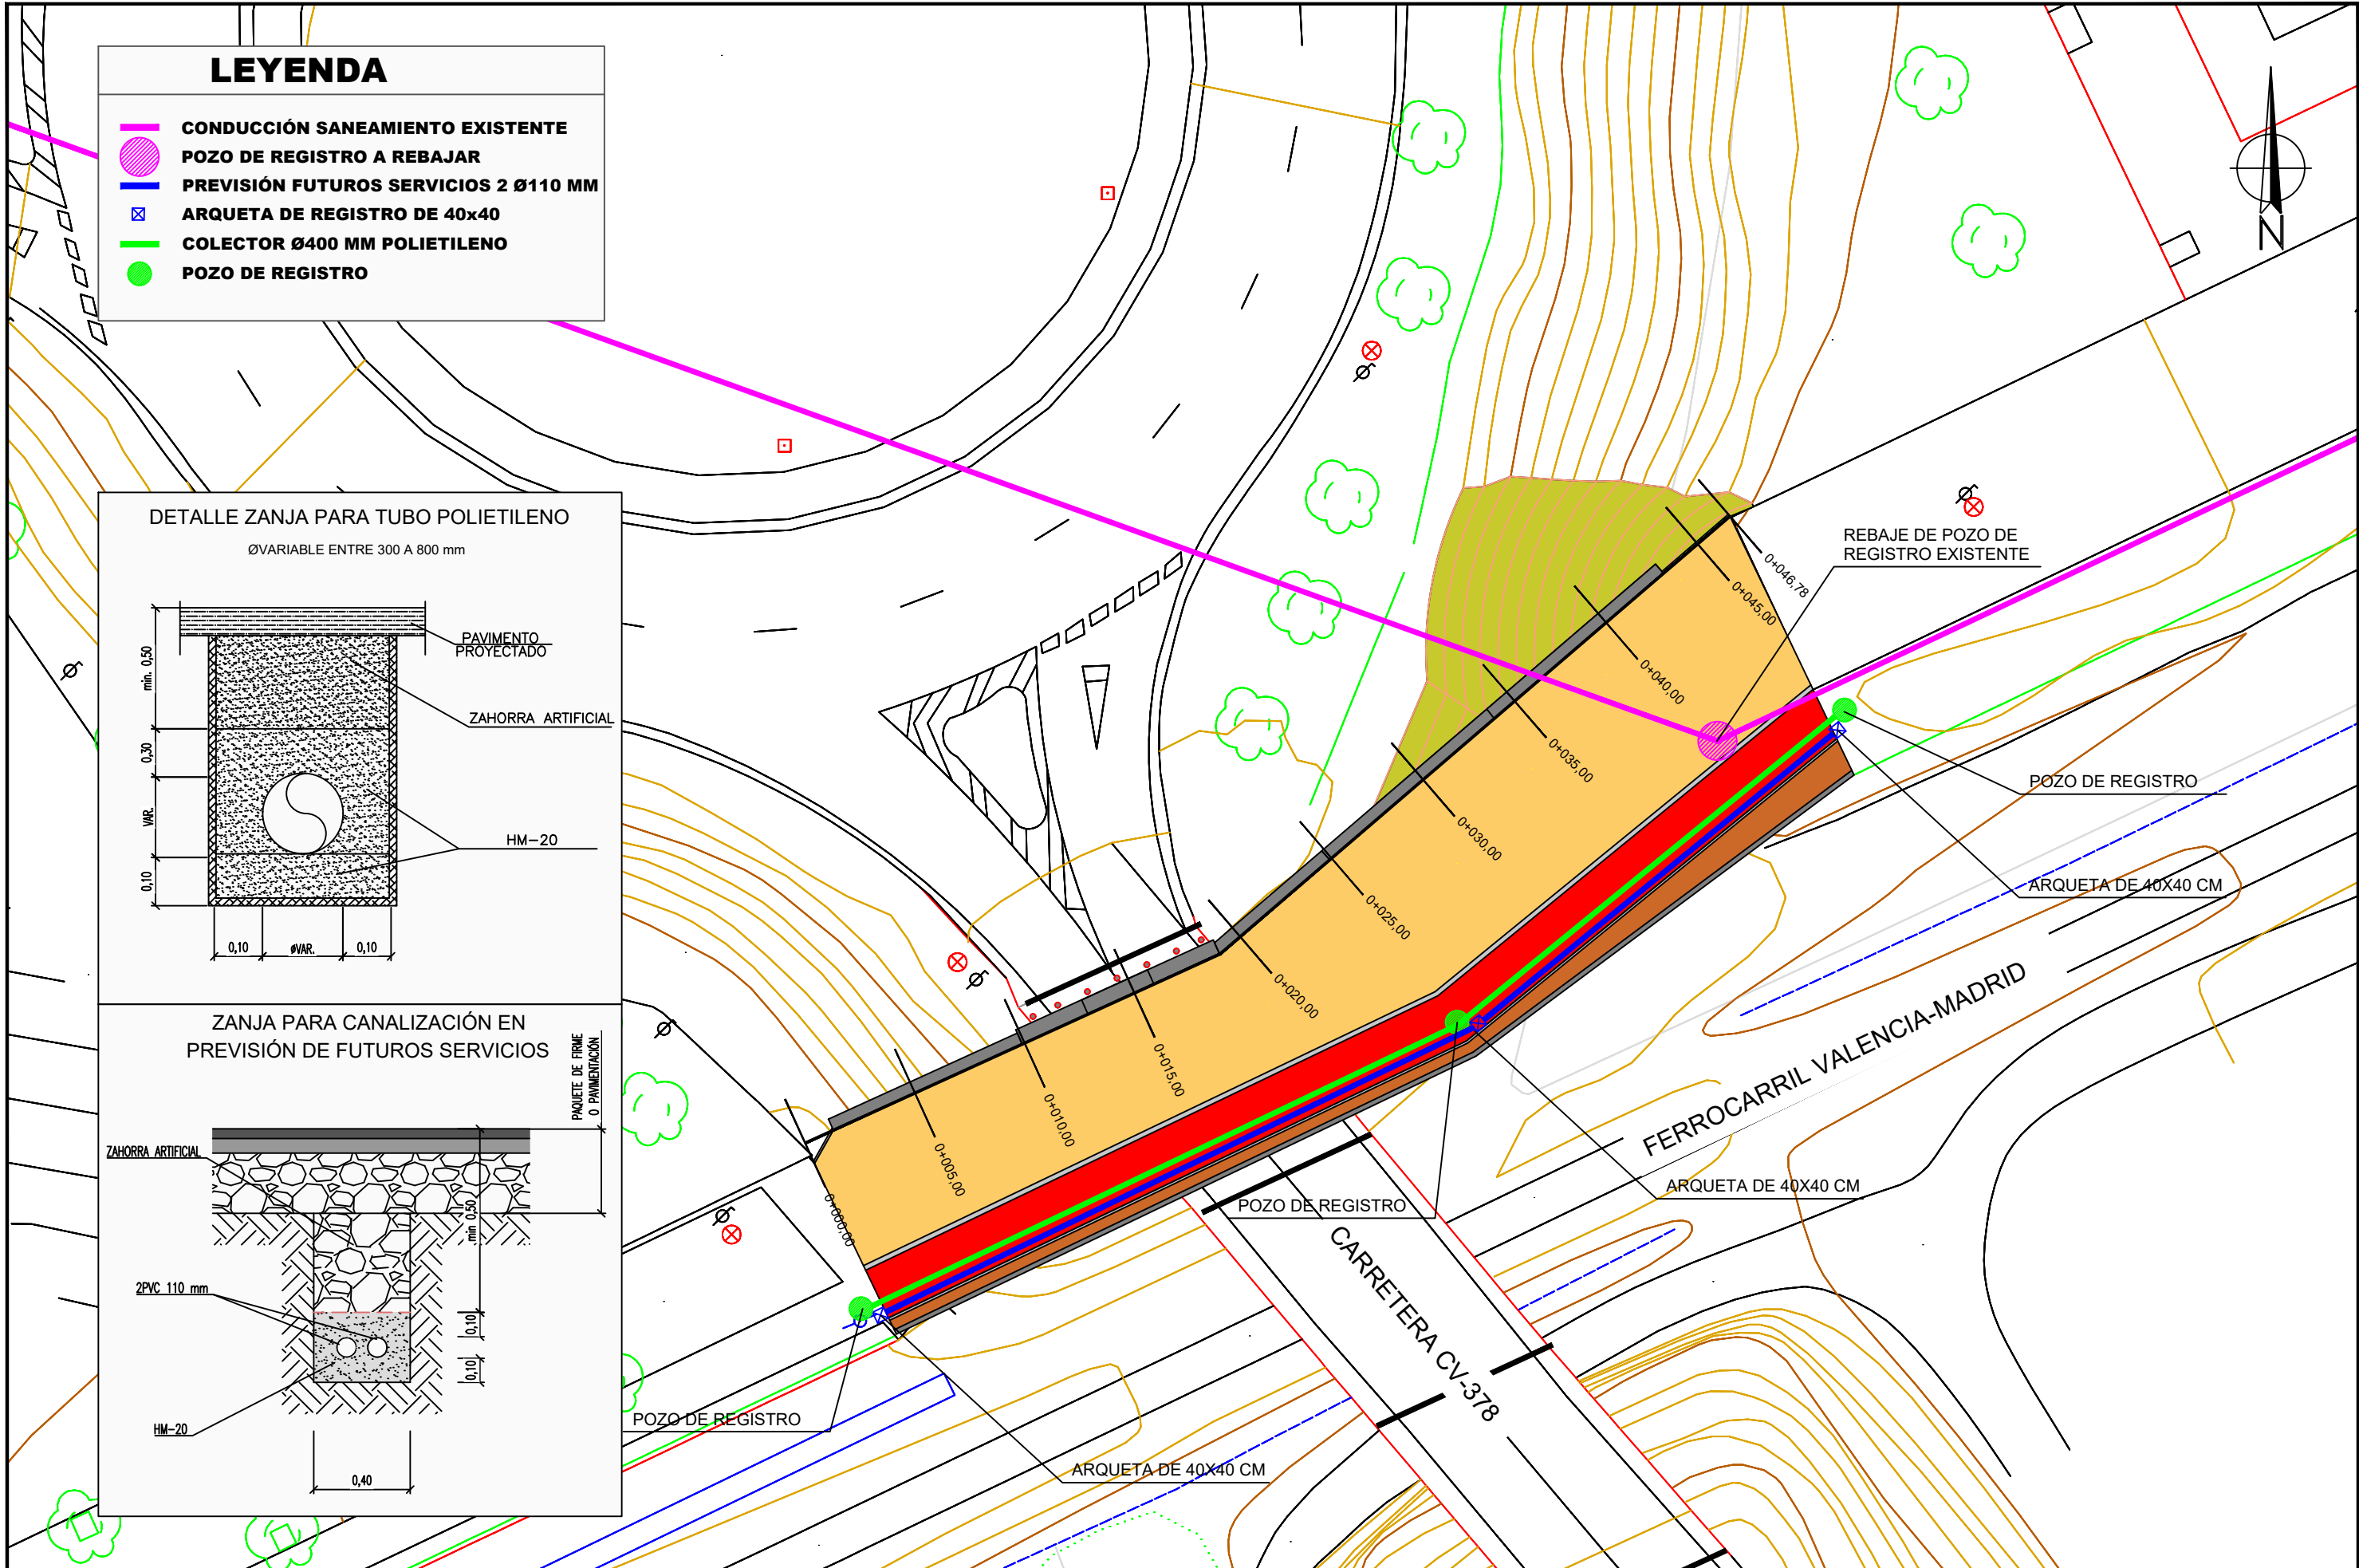 LEYENDA
CONDUCCIÓN SANEAMIENTO EXISTENTE
POZO DE REGISTRO A REBAJAR
PREVISIÓN FUTUROS SERVICIOS 2 Ø110 MM
ARQUETA DE REGISTRO DE 40x40
COLECTOR Ø400 MM POLIETILENO
POZO DE REGISTRO
N
DETALLE ZANJA PARA TUBO POLIETILENO
ØVARIABLE ENTRE 300 A 800 mm
PAVIMENTO
PROYECTADO
ZAHORRA ARTIFICIAL
HM-20
min. 0,50
0,30
VAR.
0,10
0,10
ØVAR.
0,10
ZANJA PARA CANALIZACIÓN EN
PREVISIÓN DE FUTUROS SERVICIOS
PAQUETE DE FIRME
O PAVIMENTACIÓN
ZAHORRA ARTIFICIAL
min 0,50
2PVC 110 mm
0,10
0,10
HM-20
0,40
REBAJE DE POZO DE
REGISTRO EXISTENTE
0+046,78
0+045,00
0+040,00
0+035,00
0+030,00
0+025,00
0+020,00
0+015,00
0+010,00
0+005,00
0+000,00
POZO DE REGISTRO
ARQUETA DE 40X40 CM
FERROCARRIL VALENCIA-MADRID
ARQUETA DE 40X40 CM
POZO DE REGISTRO
CARRETERA CV-378
POZO DE REGISTRO
ARQUETA DE 40X40 CM